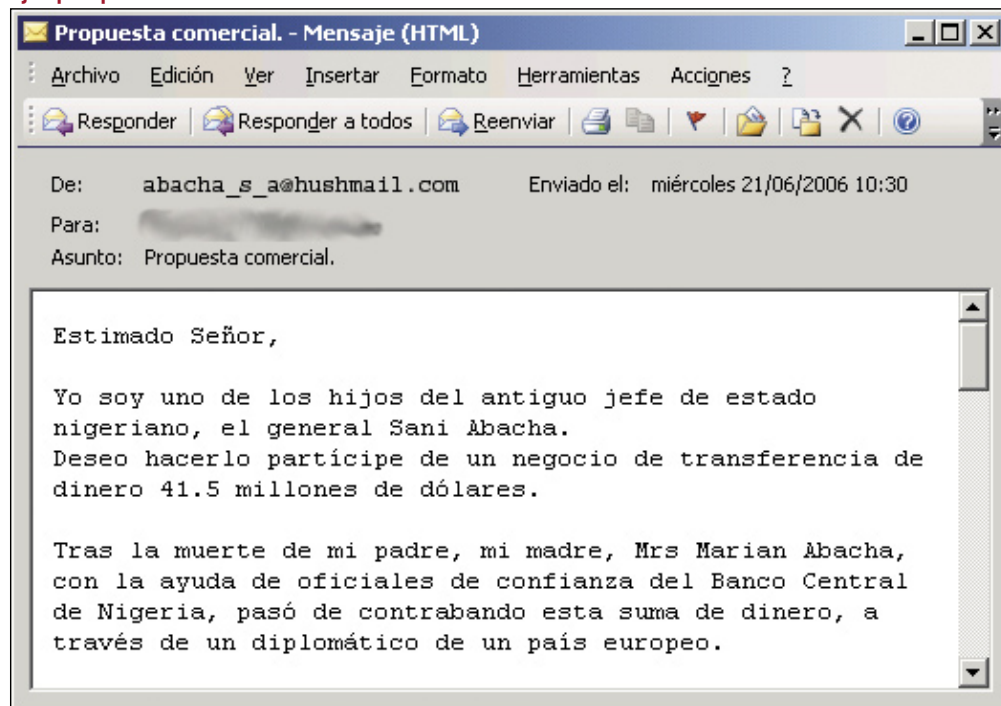 Propuesta comercial. - Mensaje (HTML)
Archivo Edición Ver Insertar Formato Herramientas Acciones ?
Responder Responder a todos Reenviar
De: abacha_s_a@hushmail.com Enviado el: miércoles 21/06/2006 10:30
Para:
Asunto: Propuesta comercial.
Estimado Señor,
Yo soy uno de los hijos del antiguo jefe de estado
nigeriano, el general Sani Abacha.
Deseo hacerlo partícipe de un negocio de transferencia de
dinero 41.5 millones de dólares.
Tras la muerte de mi padre, mi madre, Mrs Marian Abacha,
con la ayuda de oficiales de confianza del Banco Central
de Nigeria, pasó de contrabando esta suma de dinero, a
través de un diplomático de un país europeo.